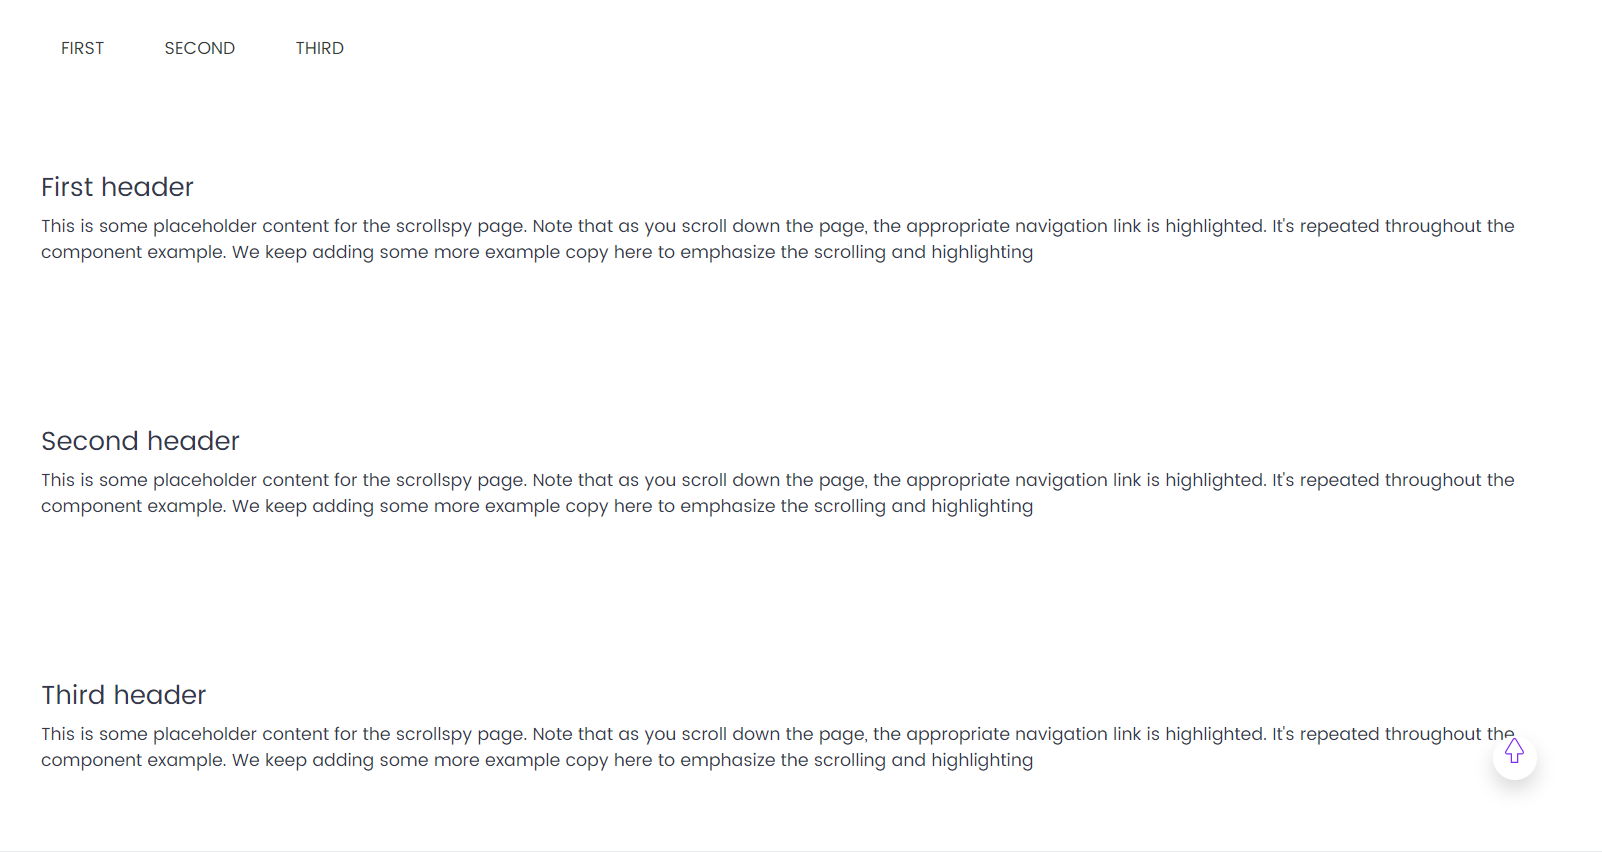 FIRST SECOND THIRD
First header
This is some placeholder content for the scrollspy page. Note that as you scroll down the page, the appropriate navigation link is highlighted. It's repeated throughout the
component example. We keep adding some more example copy here to emphasize the scrolling and highlighting
Second header
This is some placeholder content for the scrollspy page. Note that as you scroll down the page, the appropriate navigation link is highlighted. It's repeated throughout the
component example. We keep adding some more example copy here to emphasize the scrolling and highlighting
Third header
This is some placeholder content for the scrollspy page. Note that as you scroll down the page, the appropriate navigation link is highlighted. It's repeated throughout the
component example. We keep adding some more example copy here to emphasize the scrolling and highlighting